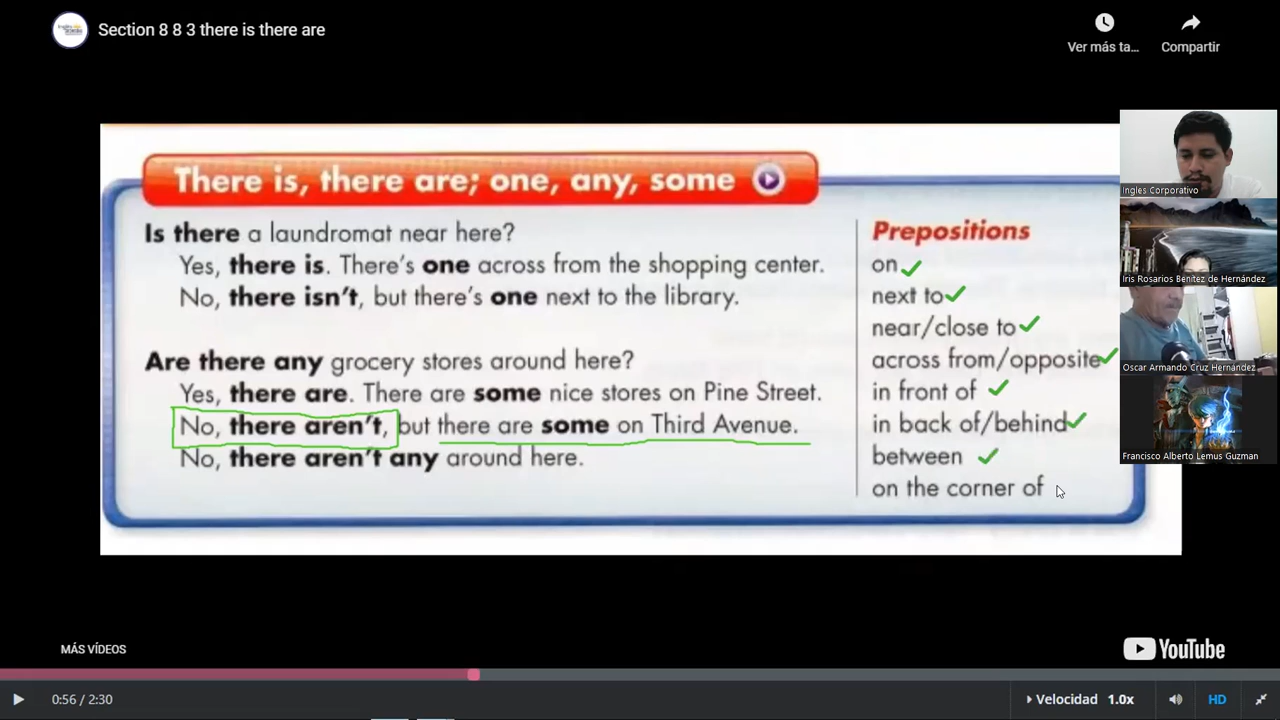 Section 8 8 3 there is there are
Ver más ta...
Compartir
There is, there are; one, any, some
Is there a laundromat near here?
Yes, there is. There's one across from the shopping center.
No, there isn't, but there's one next to the library.
Are there any grocery stores around here?
Yes, there are. There are some nice stores on Pine Street.
No, there aren't, but there are some on Third Avenue.
No, there aren't any around here.
Prepositions
on
next to
near/close to
across from/opposite
in front of
in back of/behind
between
on the corner of
Ingles Corporativo
Iris Rosarios Benitez de Hernández
Oscar Armando Cruz Hernández
Francisco Alberto Lemus Guzman
MÁS VÍDEOS
YouTube
0:56 / 2:30
Velocidad 1.0x
HD